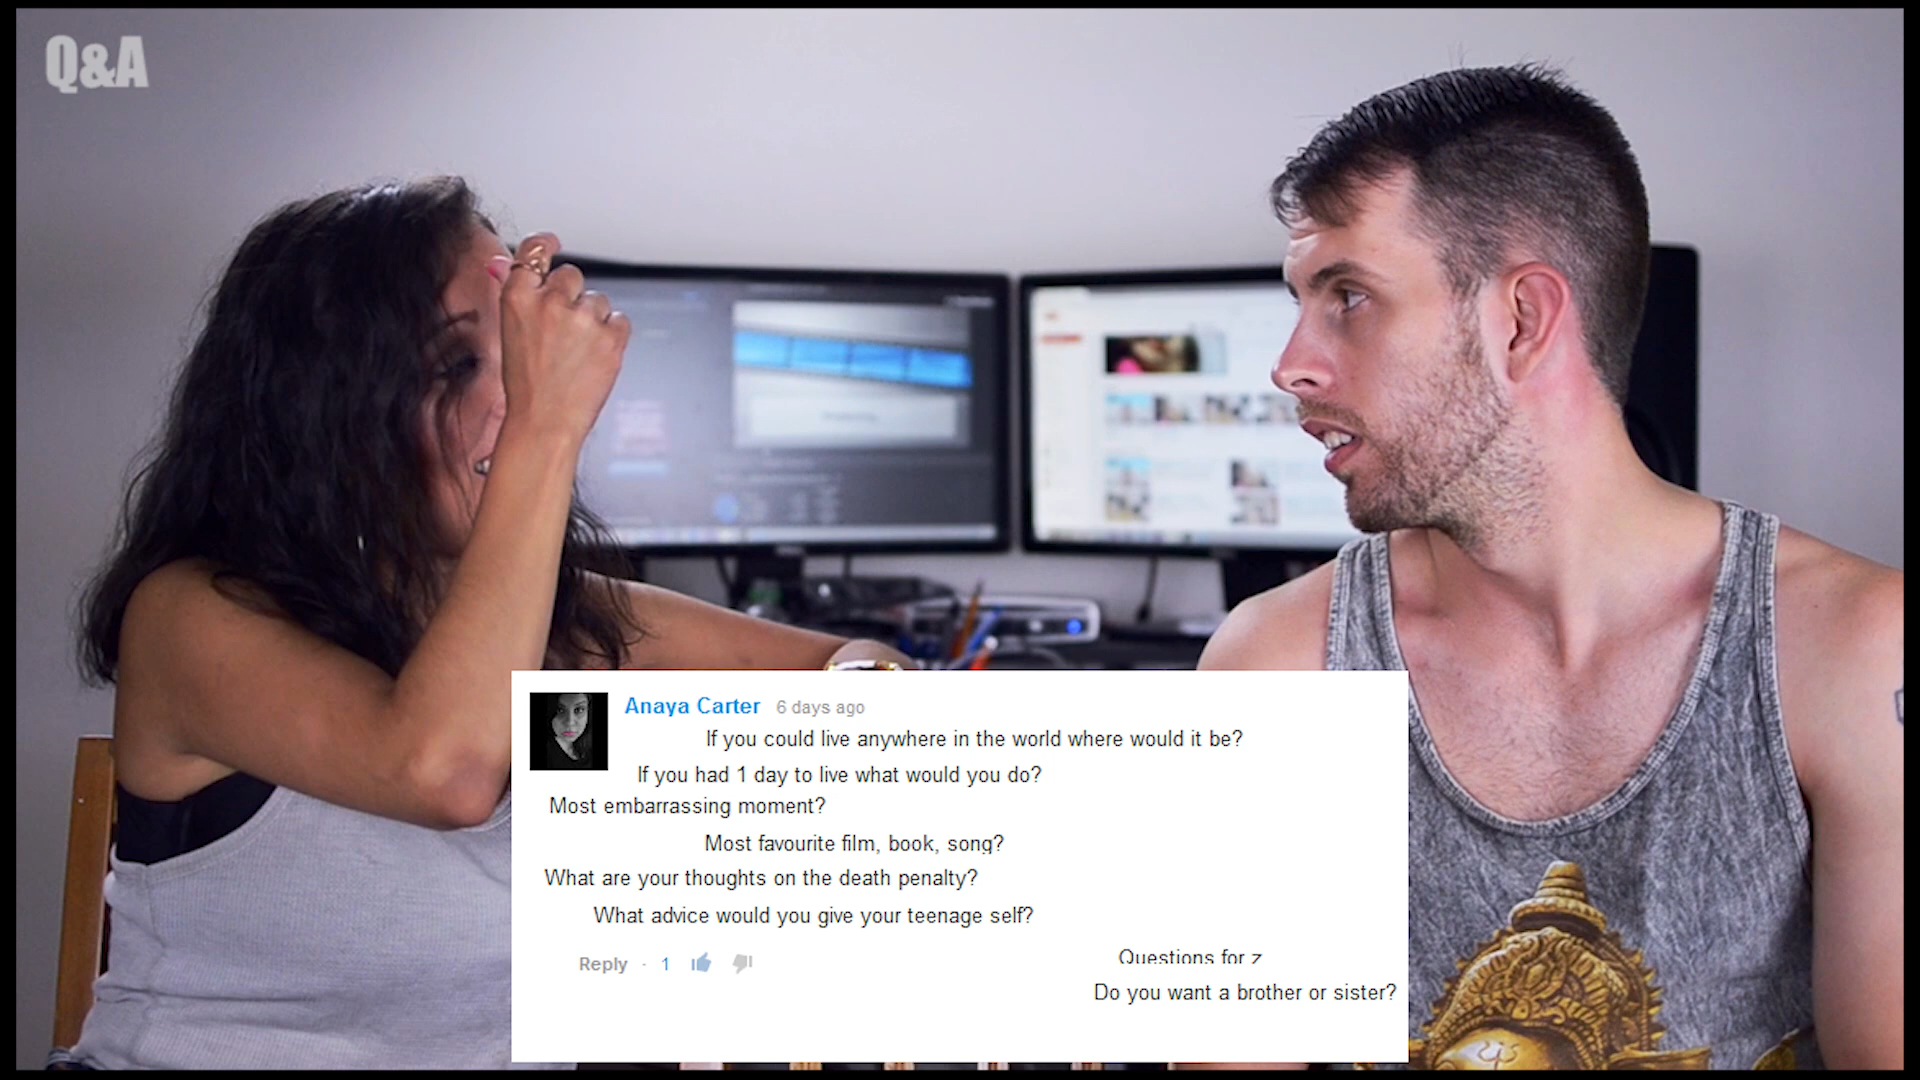 Q&A
Anaya Carter 6 days ago
If you could live anywhere in the world where would it be?
If you had 1 day to live what would you do?
Most embarrassing moment?
Most favourite film, book, song?
What are your thoughts on the death penalty?
What advice would you give your teenage self?
Reply · 1
Questions for z
Do you want a brother or sister?